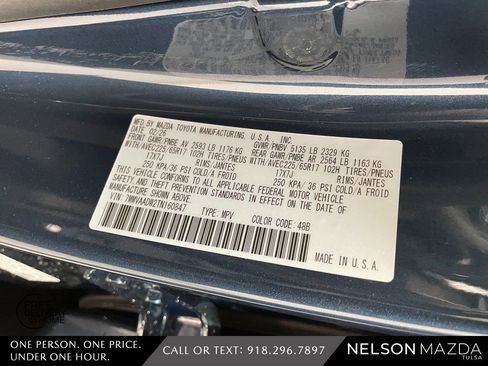 MFD. BY MAZDA TOYOTA MANUFACTURING, U.S.A., INC.
DATE: 02/26 GVWR/PNBV 5135 LB 2329 KG
FRONT GAWR/PNBE AV 2593 LB 1176 KG REAR GAWR/PNBE AR 2564 LB 1163 KG
WITH/AVEC225/65R17 102H TIRES/PNEUS WITH/AVEC225/65R17 102H TIRES/PNEUS
17X7J RIMS/JANTES 17X7J RIMS/JANTES
250 KPA/ 36 PSI COLD/A FROID 250 KPA/ 36 PSI COLD/A FROID
THIS VEHICLE CONFORMS TO ALL APPLICABLE FEDERAL MOTOR VEHICLE
SAFETY STANDARDS IN EFFECT ON THE DATE OF
MANUFACTURE SHOWN ABOVE.
TYPE: MPV
COLOR CODE: 48B
MADE IN U.S.A.
ONE PERSON. ONE PRICE.
UNDER ONE HOUR.
CALL OR TEXT: 918.296.7897
NELSON MAZDA
TULSA